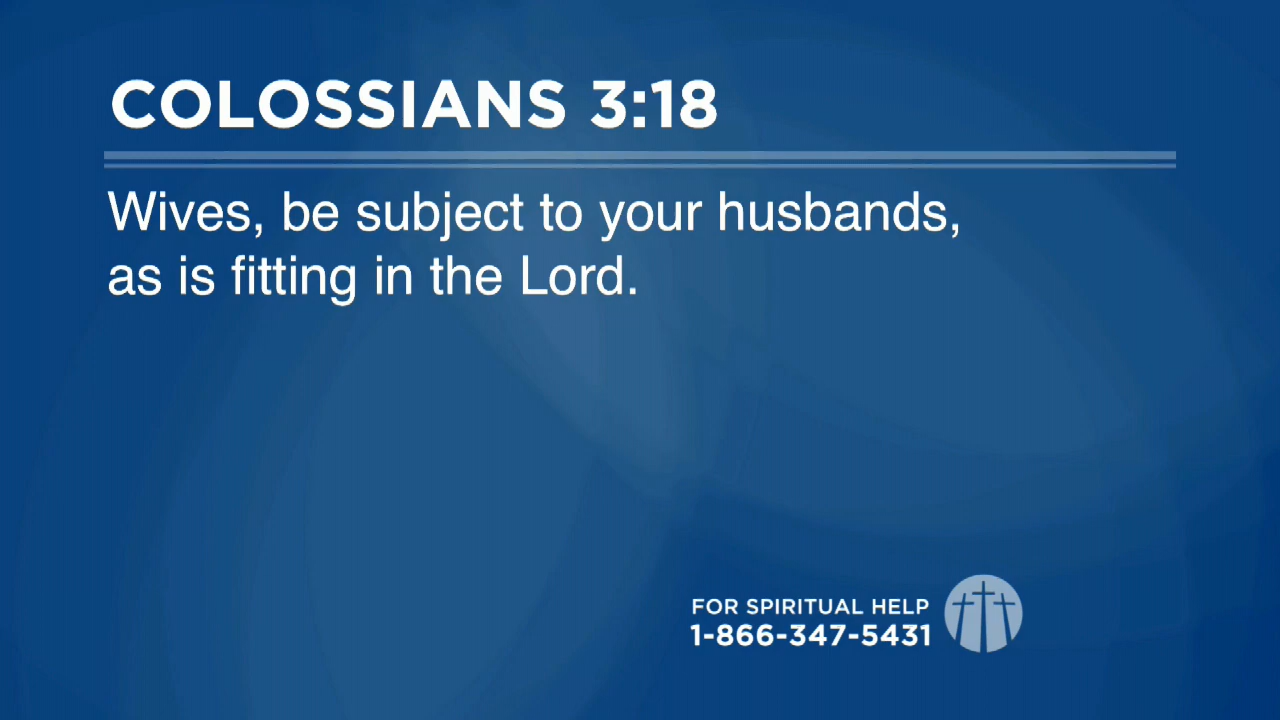 COLOSSIANS 3:18
Wives, be subject to your husbands,
as is fitting in the Lord.
FOR SPIRITUAL HELP
1-866-347-5431